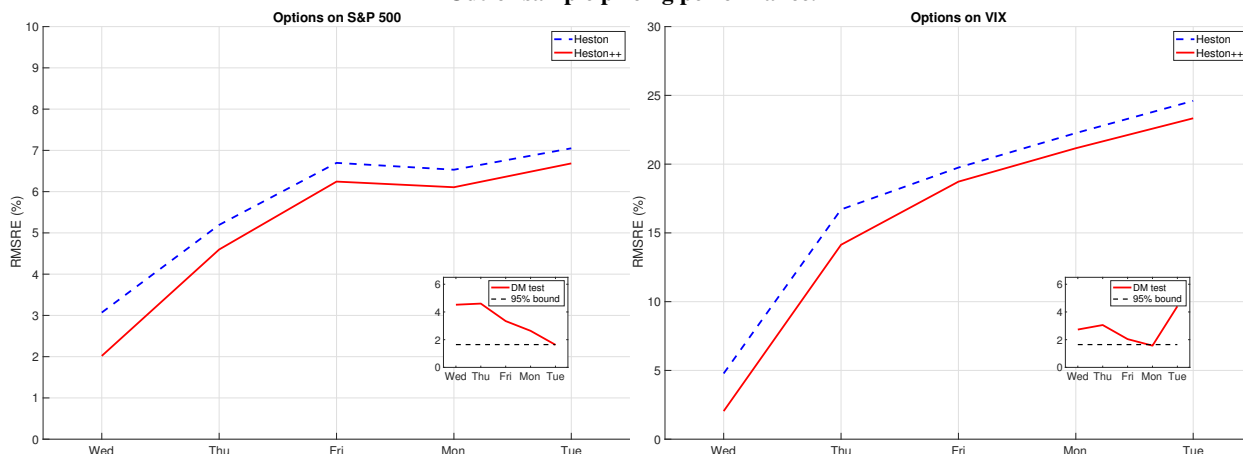 Options on S&P 500
10
9
8
7
6
5
4
3
2
1
0
RMSRE (%)
Heston
Heston++
6
4
2
0
DM test
95% bound
Wed Thu Fri Mon Tue
Wed Thu Fri Mon Tue
Options on VIX
30
25
20
15
10
5
0
RMSRE (%)
Heston
Heston++
6
4
2
0
DM test
95% bound
Wed Thu Fri Mon Tue
Wed Thu Fri Mon Tue